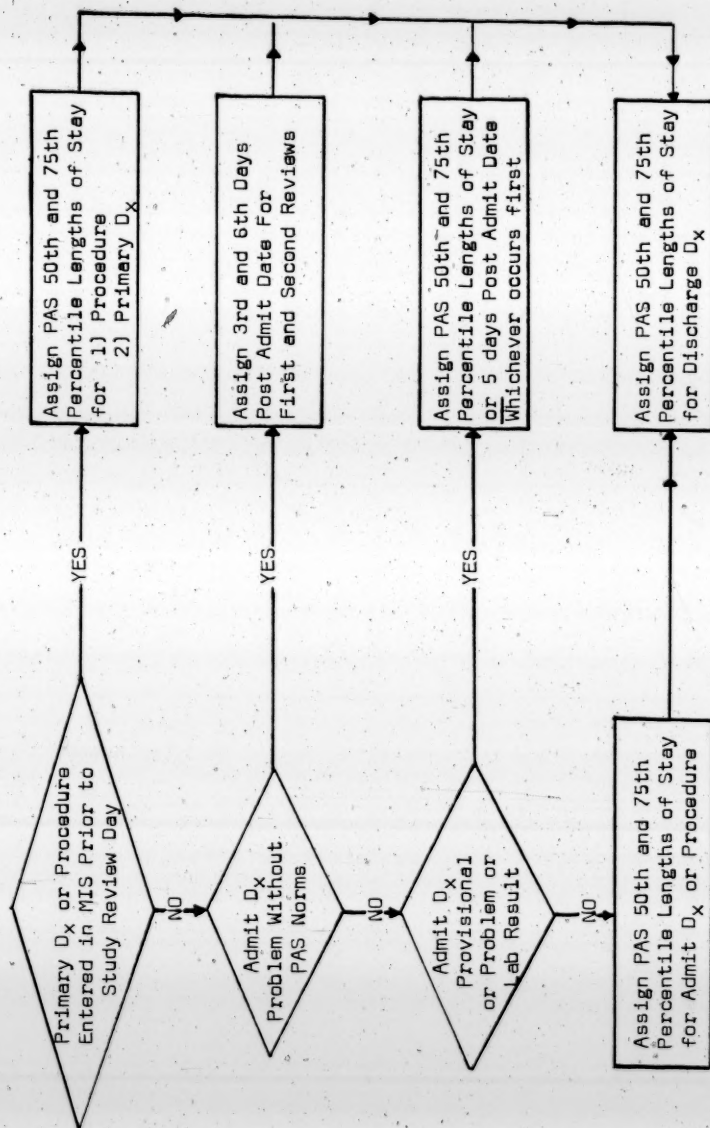 Primary Dx or Procedure
Entered in MIS Prior to
Study Review Day
YES
Assign PAS 50th and 75th
Percentile Lengths of Stay
for 1) Procedure
2) Primary Dx
NO
Admit Dx
Problem Without
PAS Norms
YES
Assign 3rd and 6th Days
Post Admit Date For
First and Second Reviews
NO
Admit Dx
Provisional
or Problem or
Lab Result
YES
Assign PAS 50th and 75th
Percentile Lengths of Stay
or 5 days Post Admit Date
Whichever occurs first
NO
Assign PAS 50th and 75th
Percentile Lengths of Stay
for Admit Dx or Procedure
Assign PAS 50th and 75th
Percentile Lengths of Stay
for Discharge Dx